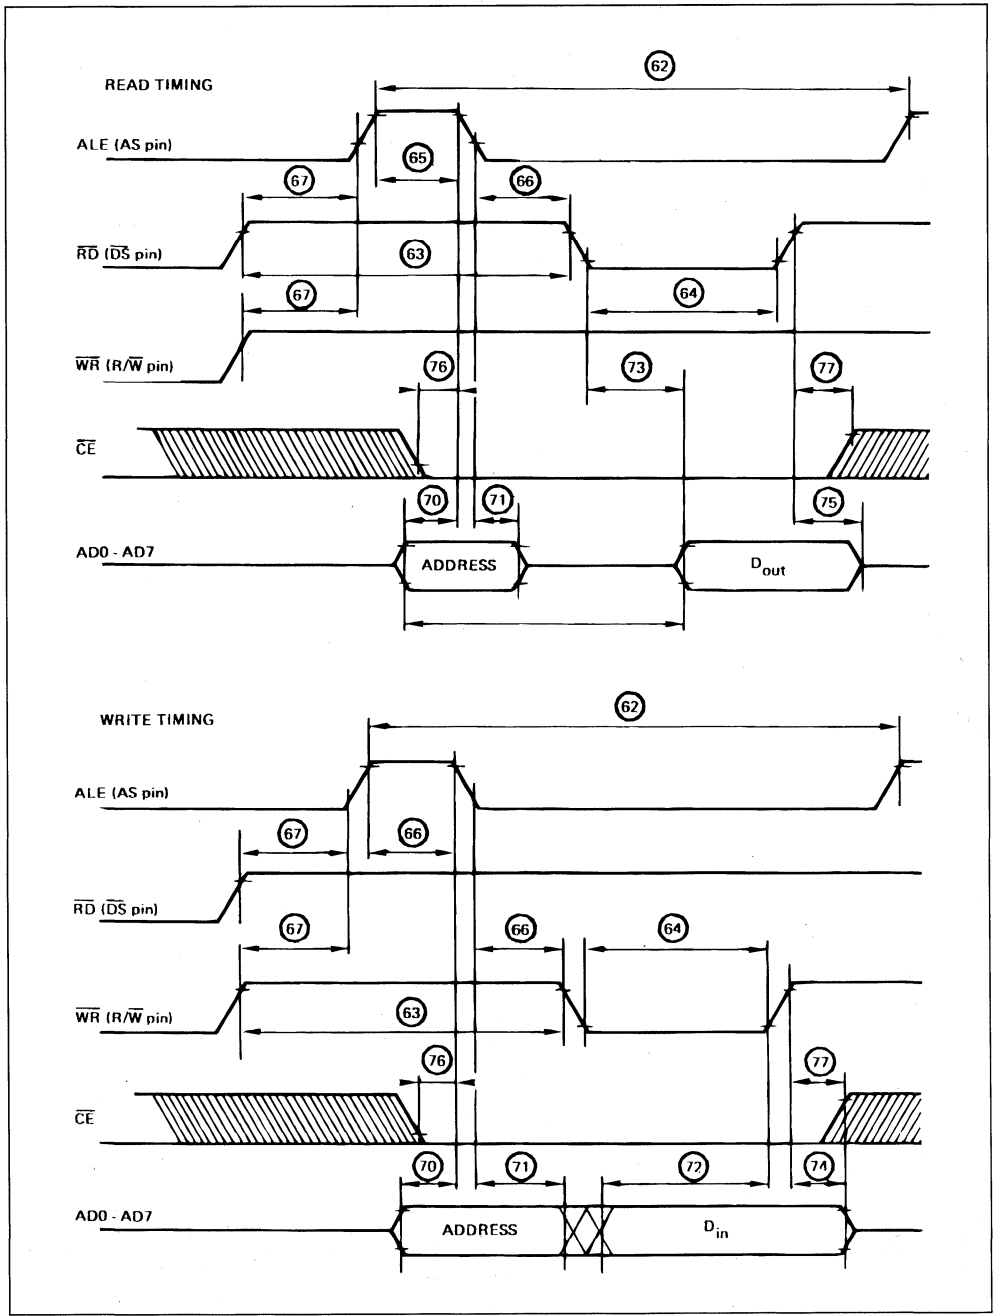 62
READ TIMING
ALE (AS pin)
65
67
66
RD (DS pin)
63
67
64
WR (R/W pin)
76
73
77
CE
70
71
75
AD0 - AD7
ADDRESS
Dout
WRITE TIMING
62
ALE (AS pin)
67
66
RD (DS pin)
67
66
64
WR (R/W pin)
63
76
77
CE
70
71
72
74
AD0 - AD7
ADDRESS
Din